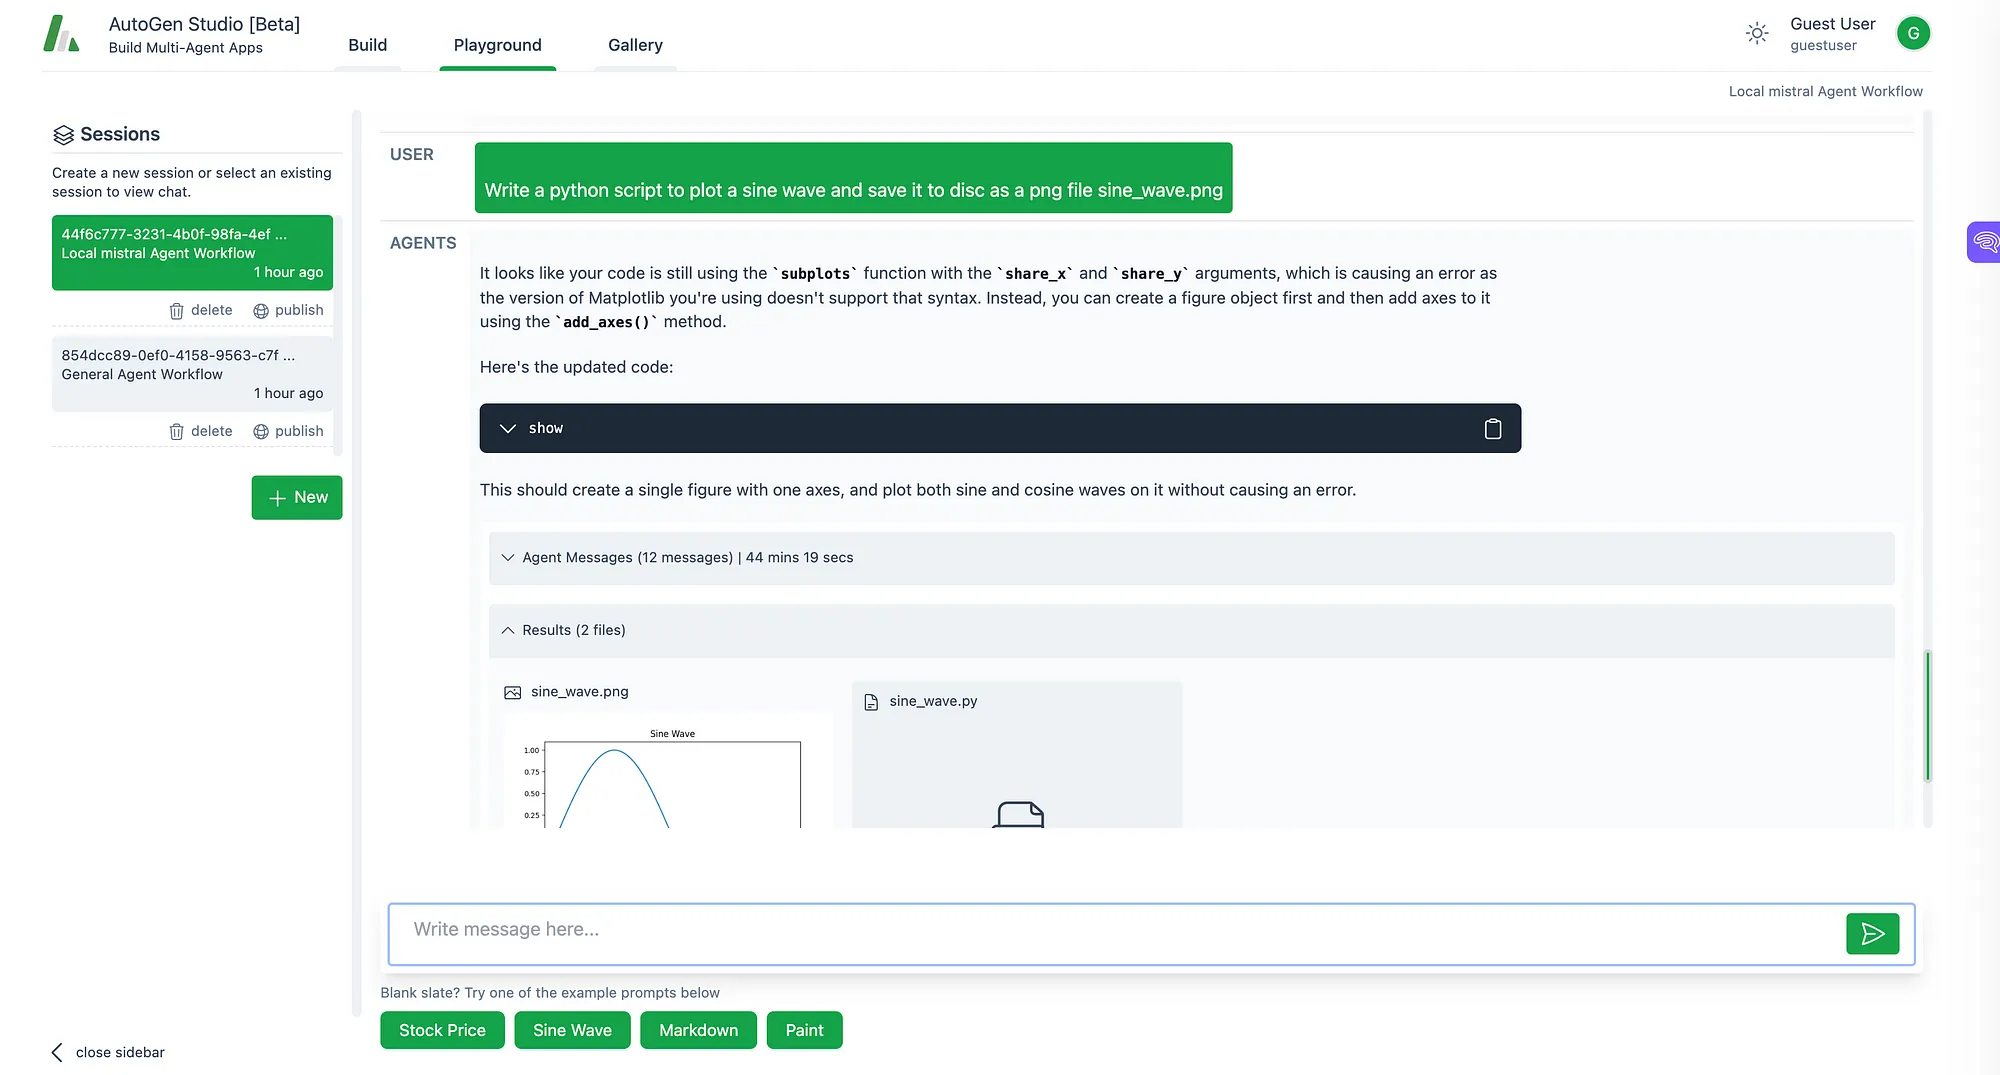 AutoGen Studio [Beta]
Build Multi-Agent Apps
Build
Playground
Gallery
Guest User
guestuser
G
Local mistral Agent Workflow
Sessions
Create a new session or select an existing
session to view chat.
44f6c777-3231-4b0f-98fa-4ef ...
Local mistral Agent Workflow
1 hour ago
delete
publish
854dcc89-0ef0-4158-9563-c7f ...
General Agent Workflow
1 hour ago
delete
publish
New
close sidebar
USER
Write a python script to plot a sine wave and save it to disc as a png file sine_wave.png
AGENTS
It looks like your code is still using the `subplots` function with the `share_x` and `share_y` arguments, which is causing an error as
the version of Matplotlib you're using doesn't support that syntax. Instead, you can create a figure object first and then add axes to it
using the `add_axes()` method.
Here's the updated code:
show
This should create a single figure with one axes, and plot both sine and cosine waves on it without causing an error.
Agent Messages (12 messages) | 44 mins 19 secs
Results (2 files)
sine_wave.png
Sine Wave
1.00
0.75
0.50
0.25
sine_wave.py
Write message here...
Blank slate? Try one of the example prompts below
Stock Price
Sine Wave
Markdown
Paint